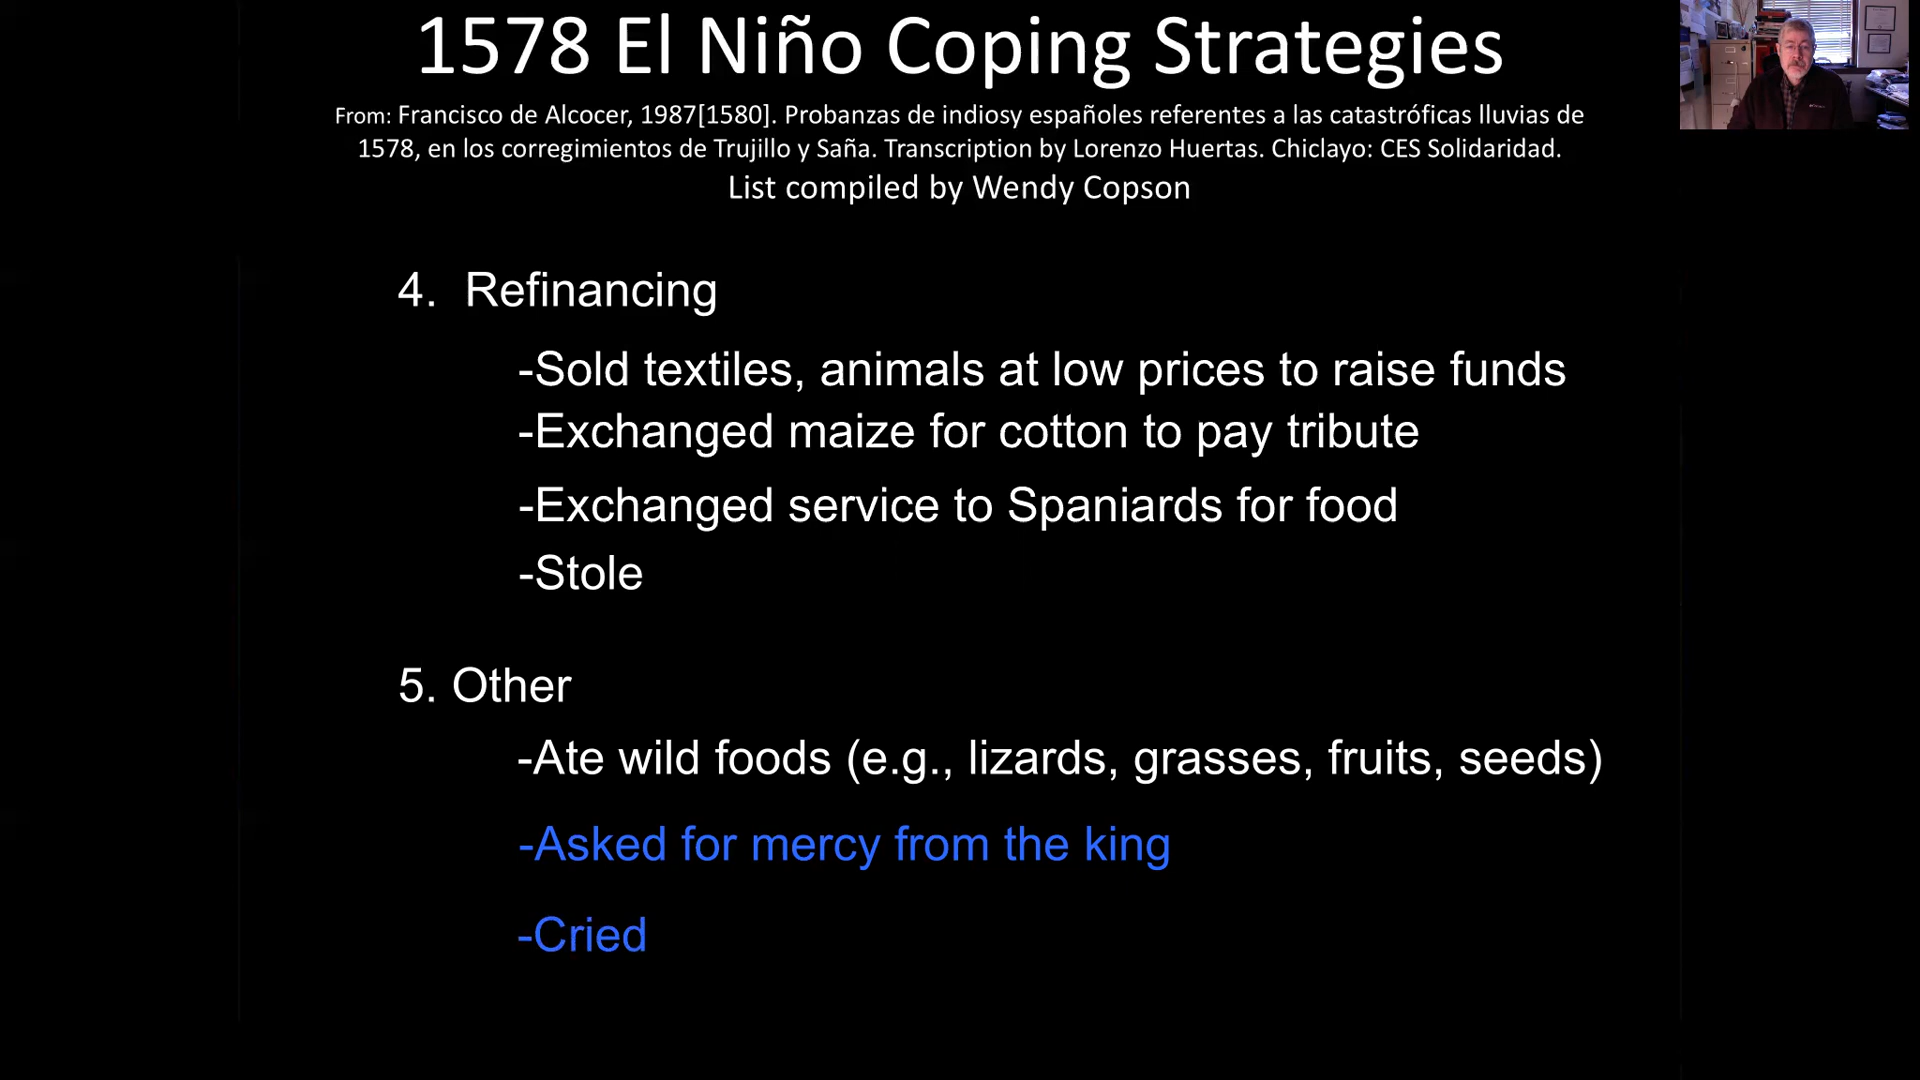 1578 El Niño Coping Strategies
From: Francisco de Alcocer, 1987[1580]. Probanzas de indiosy españoles referentes a las catastróficas lluvias de
1578, en los corregimientos de Trujillo y Saña. Transcription by Lorenzo Huertas. Chiclayo: CES Solidaridad.
List compiled by Wendy Copson
4. Refinancing
-Sold textiles, animals at low prices to raise funds
-Exchanged maize for cotton to pay tribute
-Exchanged service to Spaniards for food
-Stole
5. Other
-Ate wild foods (e.g., lizards, grasses, fruits, seeds)
-Asked for mercy from the king
-Cried